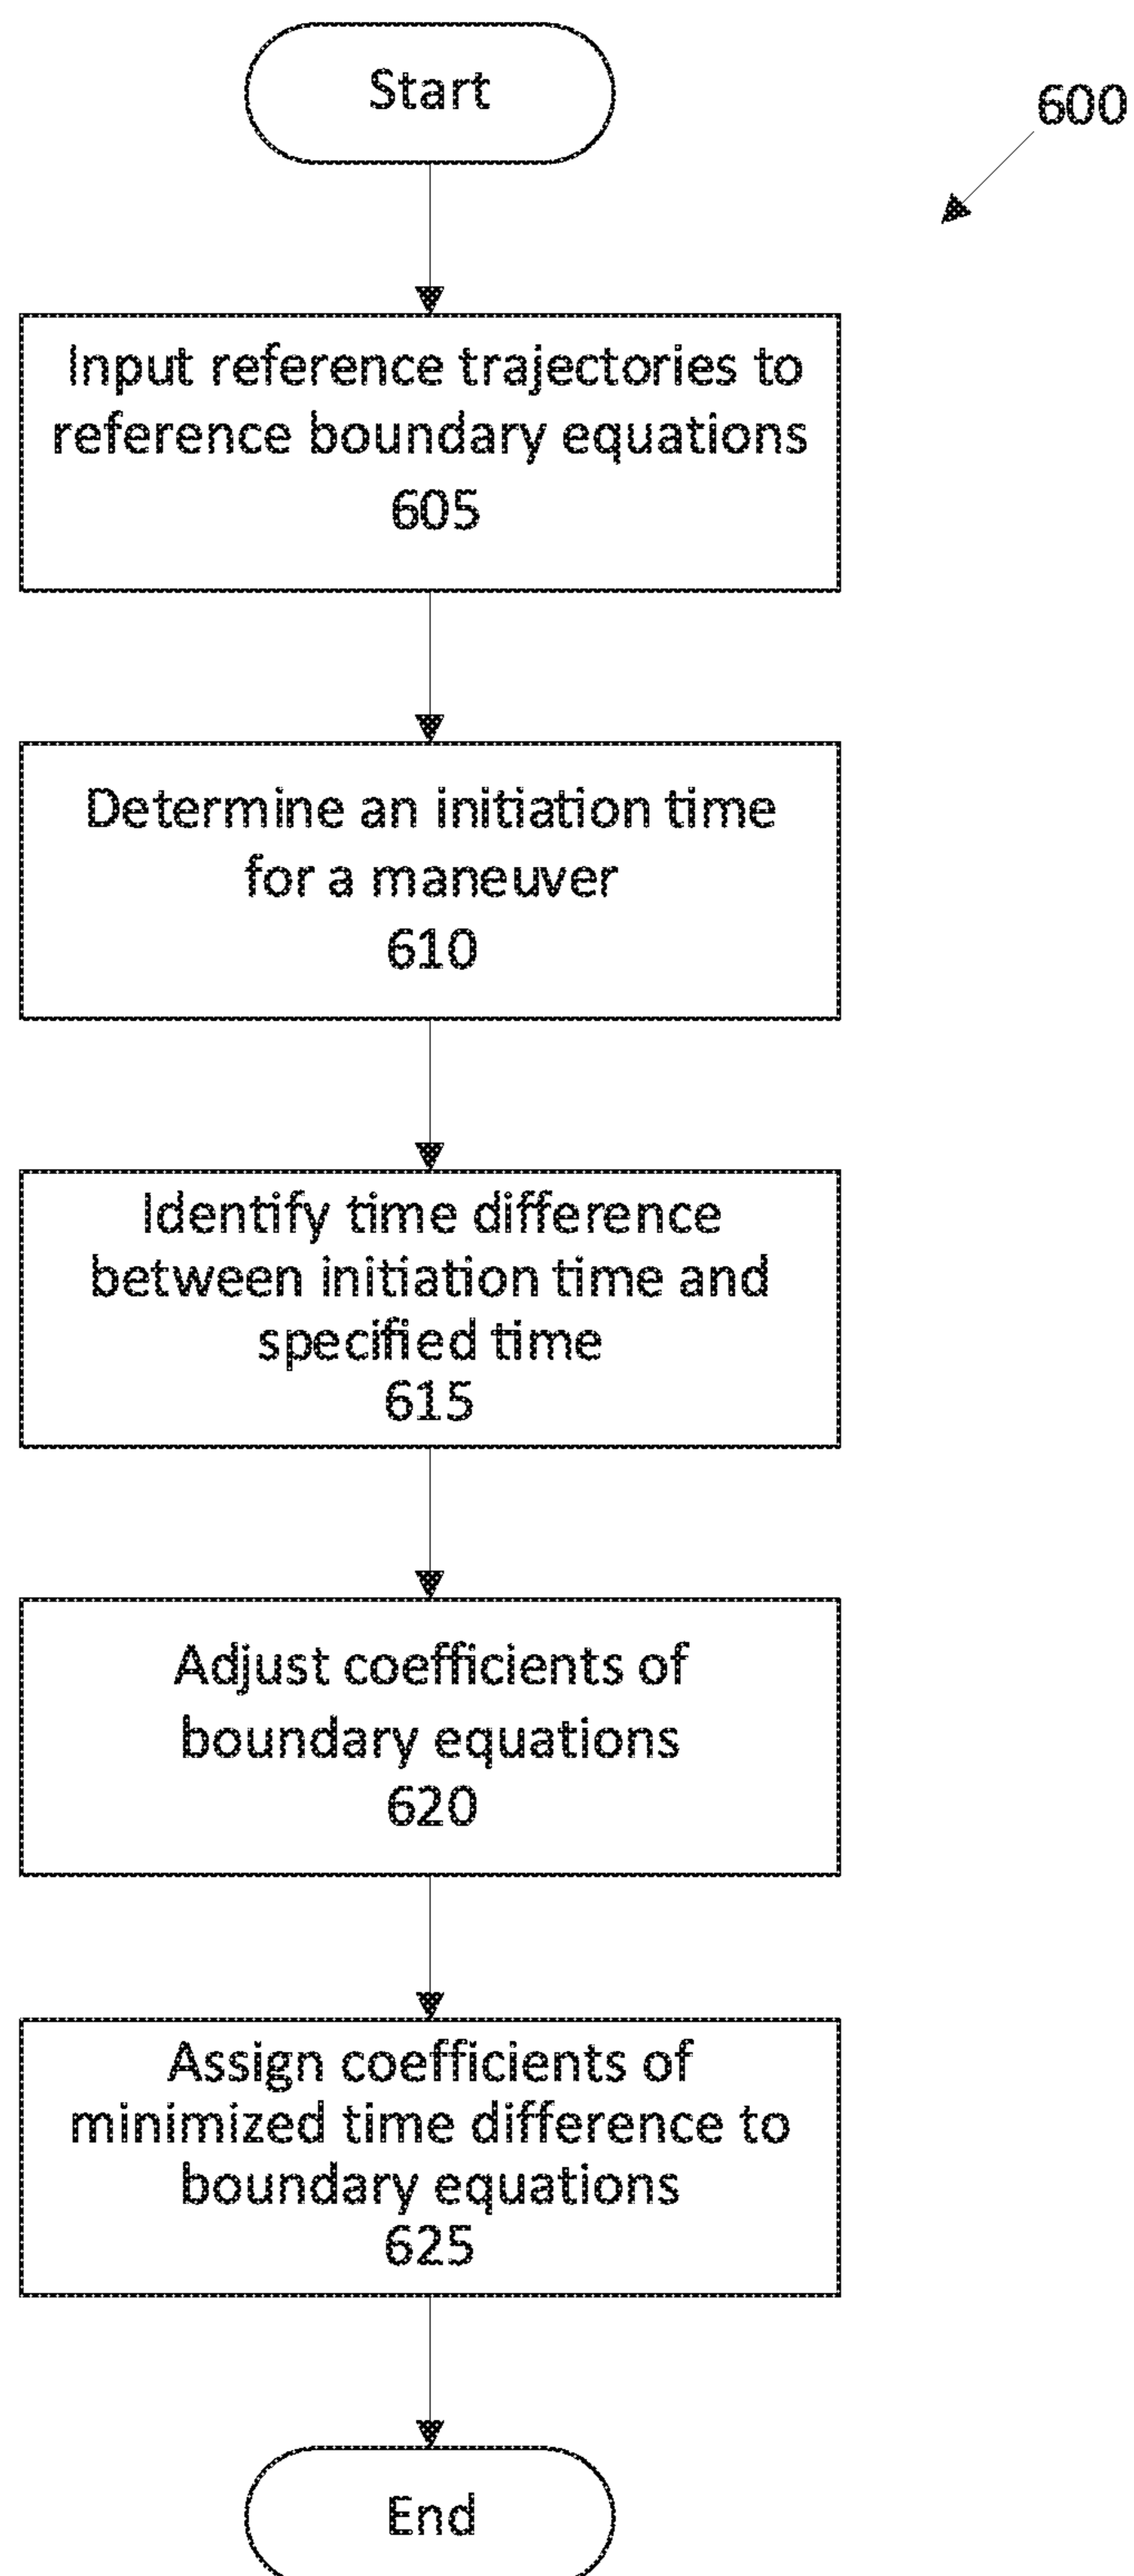 Start
600
Input reference trajectories to
reference boundary equations
605
Determine an initiation time
for a maneuver
610
Identify time difference
between initiation time and
specified time
615
Adjust coefficients of
boundary equations
620
Assign coefficients of
minimized time difference to
boundary equations
625
End